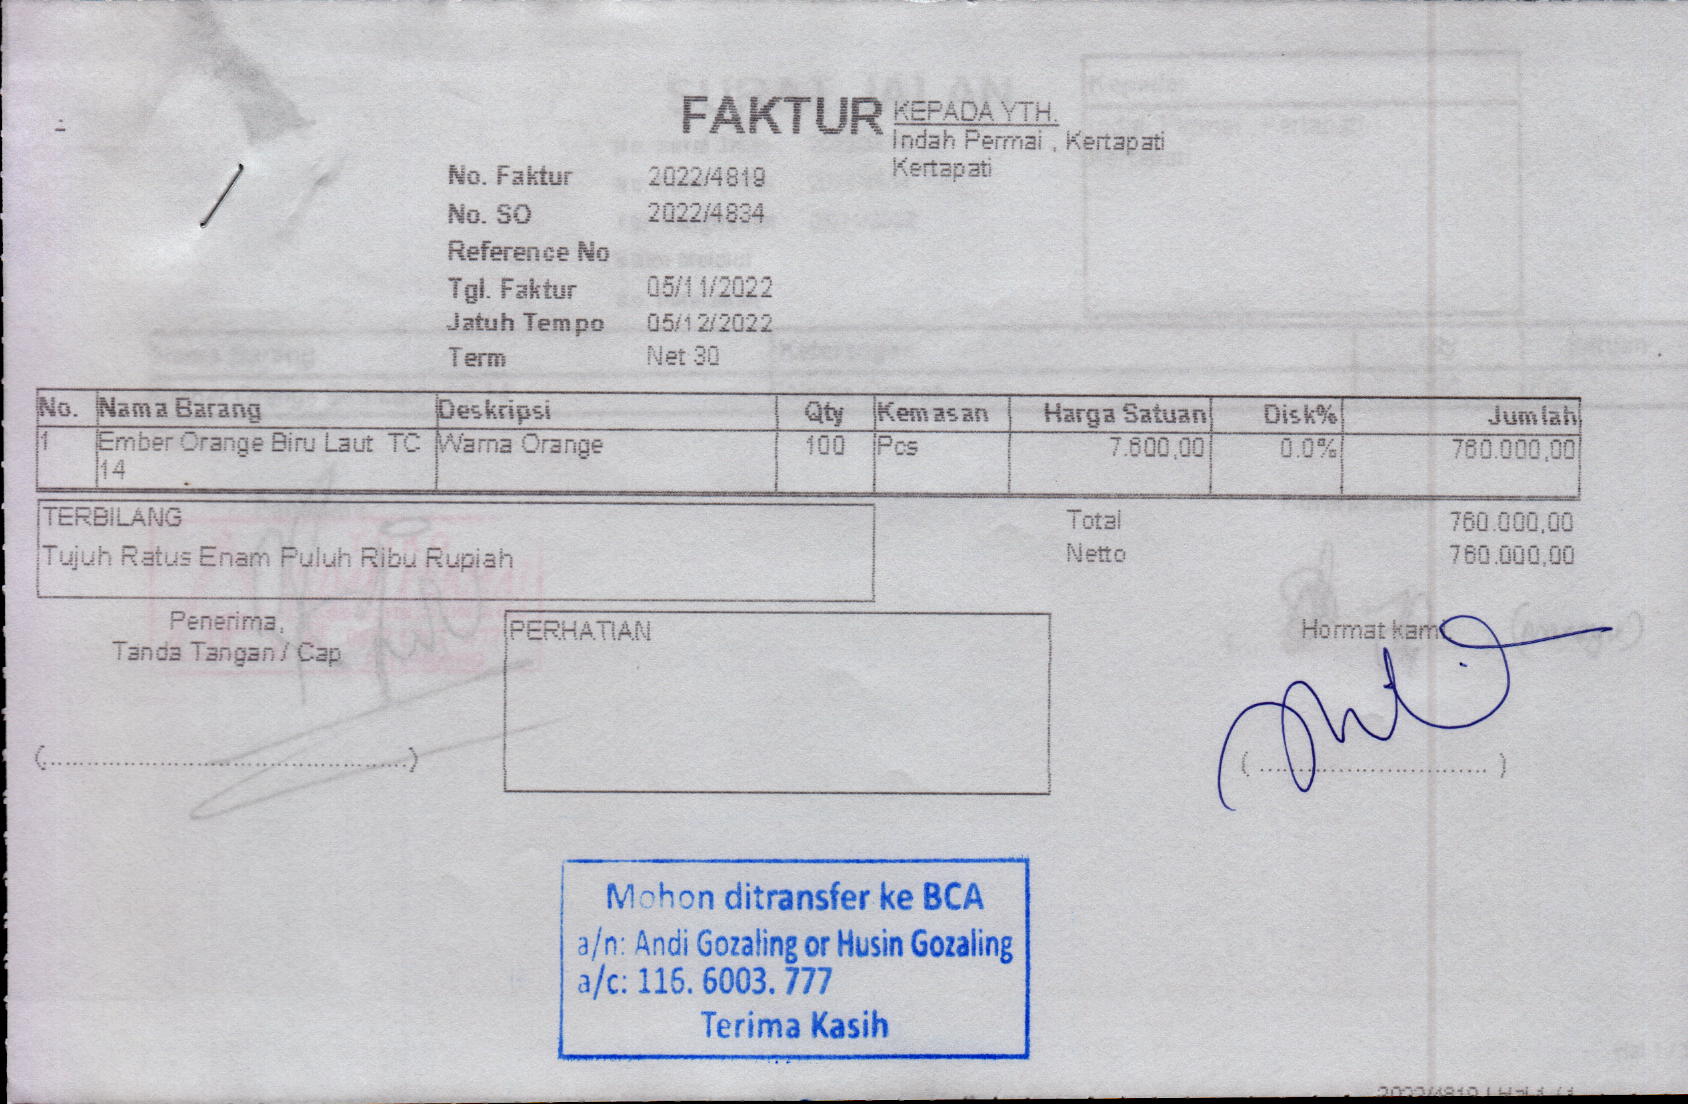 FAKTUR
KEPADA YTH.
Indah Permai , Kertapati
Kertapati
No. Faktur 2022/4819
No. SO 2022/4834
Reference No
Tgl. Faktur 05/11/2022
Jatuh Tempo 05/12/2022
Term Net 30
No. Nama Barang Deskripsi Qty Kemasan Harga Satuan Disk% Jumlah
1 Ember Orange Biru Laut TC Warna Orange 100 Pcs 7.600,00 0.0% 760.000,00
14
TERBILANG
Tujuh Ratus Enam Puluh Ribu Rupiah
Total 760.000,00
Netto 760.000,00
Penerima,
Tanda Tangan / Cap
PERHATIAN
Hormat kami
(..................................................)
( ................................ )
Mohon ditransfer ke BCA
a/n: Andi Gozaling or Husin Gozaling
a/c: 116. 6003. 777
Terima Kasih
2022/4819 | Hal 1 / 1